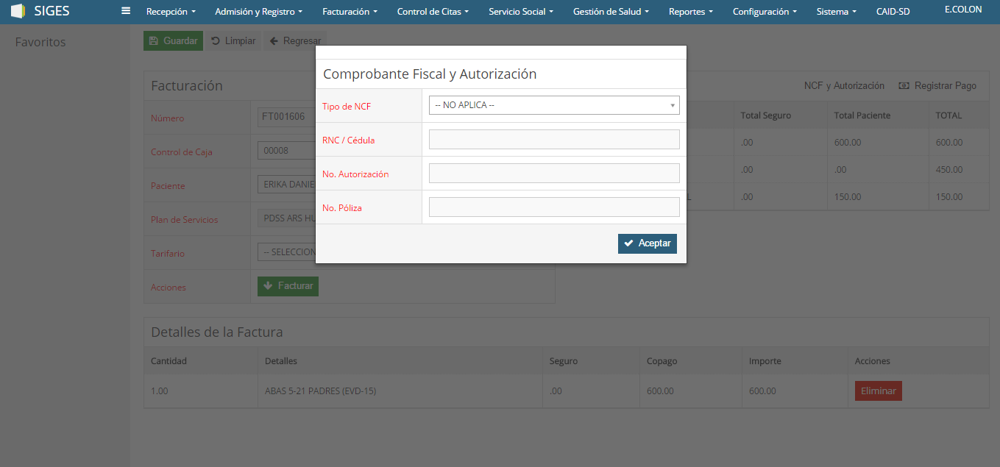 SIGES
Recepción
Admisión y Registro
Facturación
Control de Citas
Servicio Social
Gestión de Salud
Reportes
Configuración
Sistema
CAID-SD
E.COLON
Favoritos
Guardar
Limpiar
Regresar
Comprobante Fiscal y Autorización
Tipo de NCF
-- NO APLICA --
RNC / Cédula
No. Autorización
No. Póliza
Aceptar
Facturación
Número
FT001606
Control de Caja
00008
Paciente
ERIKA DANIE
Plan de Servicios
PDSS ARS HU
Tarifario
-- SELECCION
Acciones
Facturar
NCF y Autorización
Registrar Pago
Total Seguro Total Paciente TOTAL
.00 600.00 600.00
.00 .00 450.00
L .00 150.00 150.00
Detalles de la Factura
Cantidad Detalles Seguro Copago Importe Acciones
1.00 ABAS 5-21 PADRES (EVD-15) .00 600.00 600.00 Eliminar